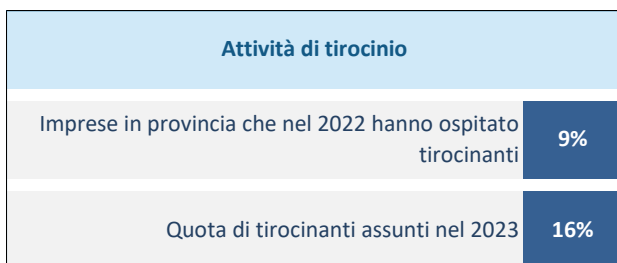 Attività di tirocinio
Imprese in provincia che nel 2022 hanno ospitato
tirocinanti
9%
Quota di tirocinanti assunti nel 2023
16%